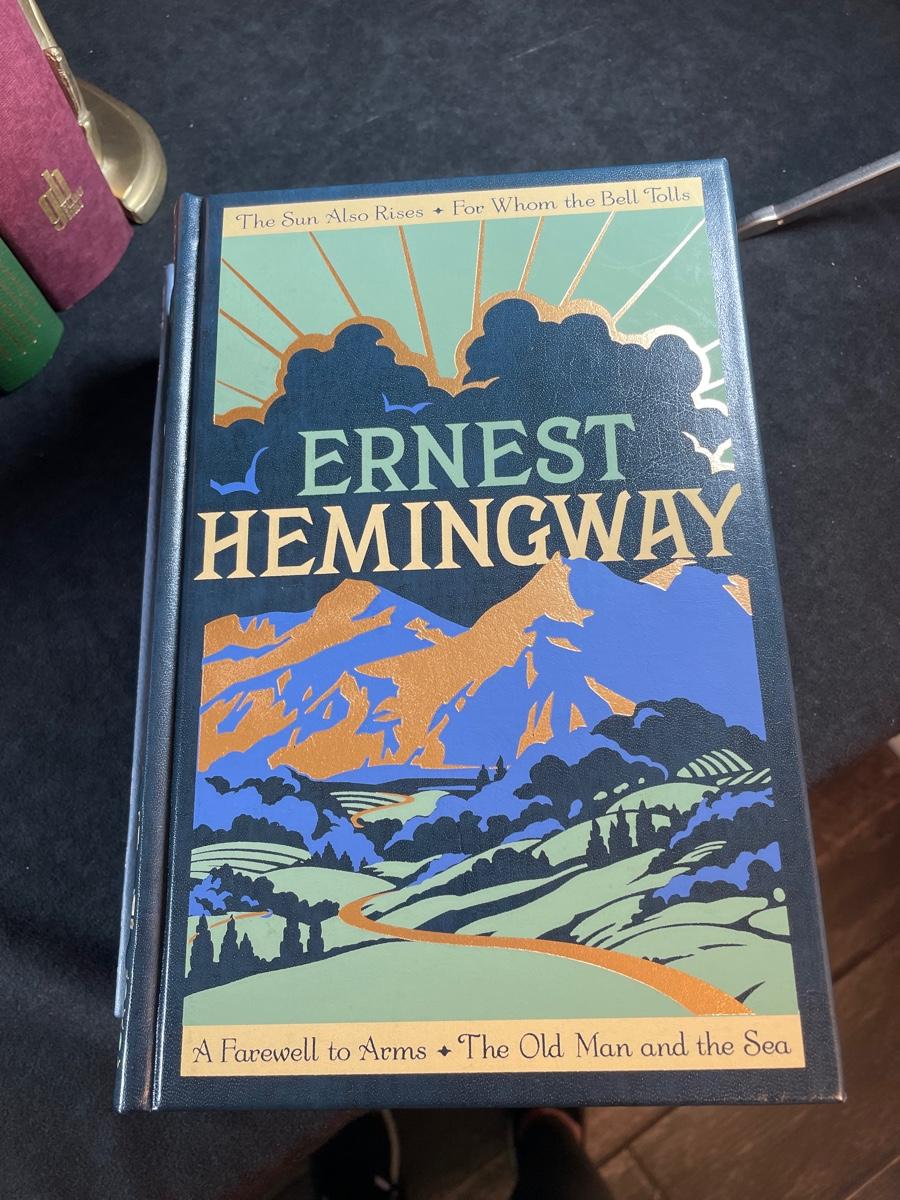 The Sun Also Rises ✦ For Whom the Bell Tolls
ERNEST
HEMINGWAY
A Farewell to Arms ✦ The Old Man and the Sea